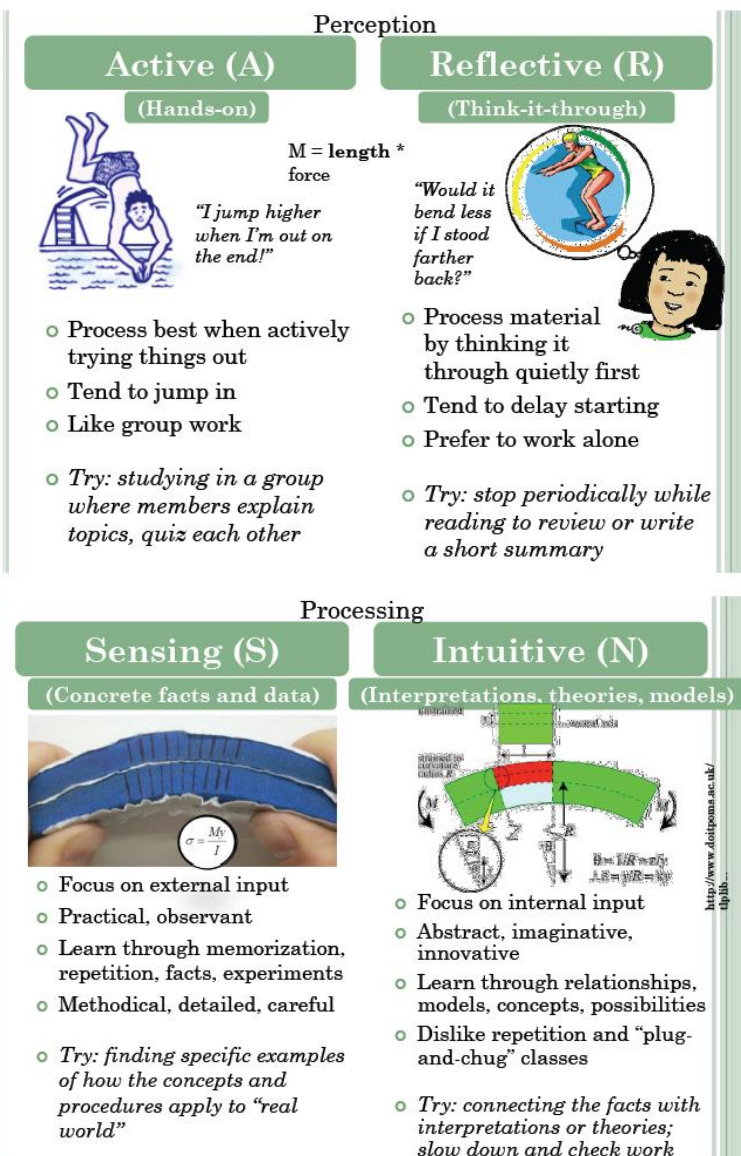 Perception
Active (A)
(Hands-on)
M = length *
force
"I jump higher
when I'm out on
the end!"
o Process best when actively
trying things out
o Tend to jump in
o Like group work
o Try: studying in a group
where members explain
topics, quiz each other
Reflective (R)
(Think-it-through)
"Would it
bend less
if I stood
farther
back?"
o Process material
by thinking it
through quietly first
o Tend to delay starting
o Prefer to work alone
o Try: stop periodically while
reading to review or write
a short summary
Processing
Sensing (S)
(Concrete facts and data)
σ = My/I
o Focus on external input
o Practical, observant
o Learn through memorization,
repetition, facts, experiments
o Methodical, detailed, careful
o Try: finding specific examples
of how the concepts and
procedures apply to "real
world"
Intuitive (N)
(Interpretations, theories, models)
M
R
M
http://www.doitpoms.ac.uk/
tlplib...
o Focus on internal input
o Abstract, imaginative,
innovative
o Learn through relationships,
models, concepts, possibilities
o Dislike repetition and "plug-
and-chug" classes
o Try: connecting the facts with
interpretations or theories;
slow down and check work